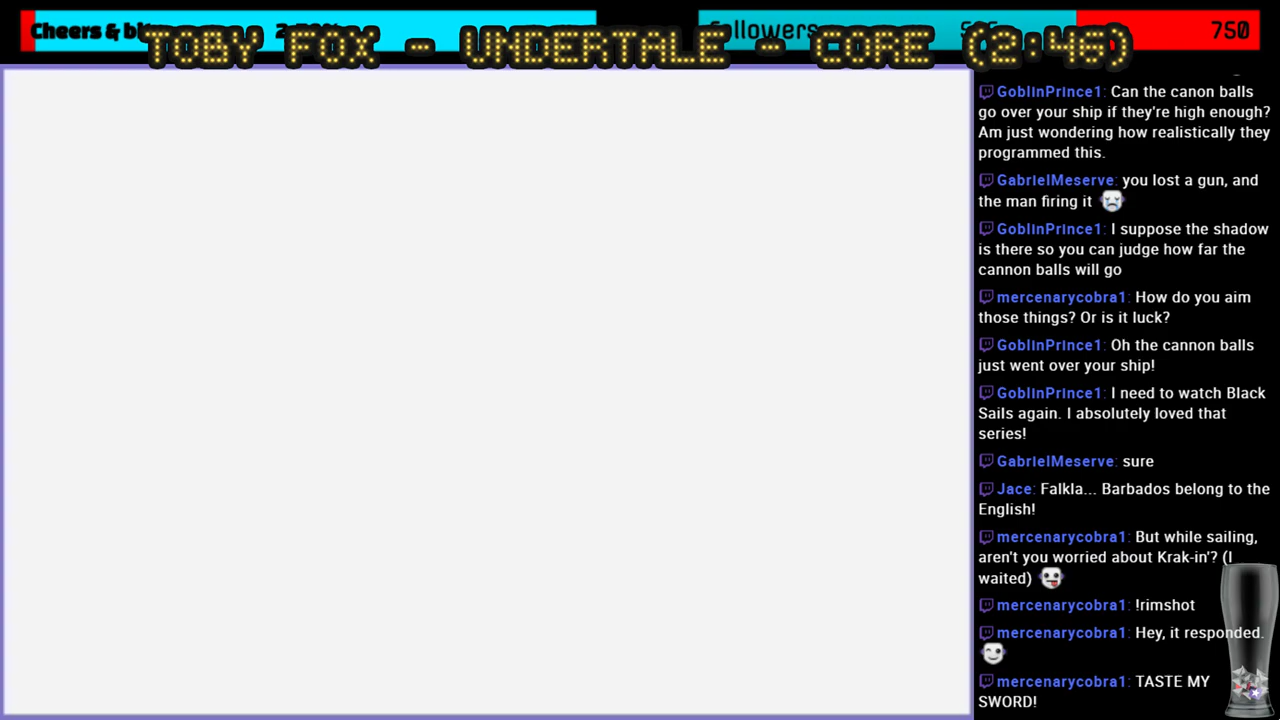 Cheers & bi
followers
750
TOBY FOX - UNDERTALE - CORE (2:46)
GoblinPrince1: Can the canon balls
go over your ship if they're high enough?
Am just wondering how realistically they
programmed this.
GabrielMeserve: you lost a gun, and
the man firing it
GoblinPrince1: I suppose the shadow
is there so you can judge how far the
cannon balls will go
mercenarycobra1: How do you aim
those things? Or is it luck?
GoblinPrince1: Oh the cannon balls
just went over your ship!
GoblinPrince1: I need to watch Black
Sails again. I absolutely loved that
series!
GabrielMeserve: sure
Jace: Falkla... Barbados belong to the
English!
mercenarycobra1: But while sailing,
aren't you worried about Krak-in'? (I
waited)
mercenarycobra1: !rimshot
mercenarycobra1: Hey, it responded.
mercenarycobra1: TASTE MY
SWORD!